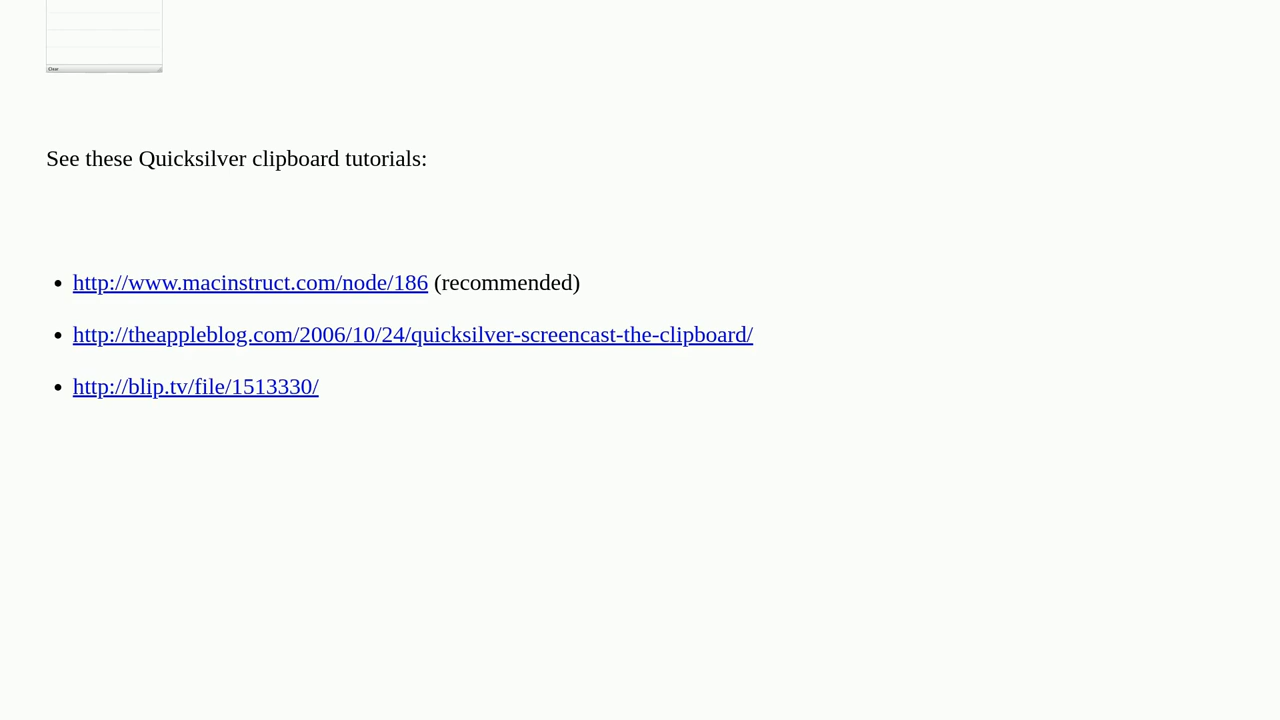 Clear
See these Quicksilver clipboard tutorials:
• http://www.macinstruct.com/node/186 (recommended)
• http://theappleblog.com/2006/10/24/quicksilver-screencast-the-clipboard/
• http://blip.tv/file/1513330/